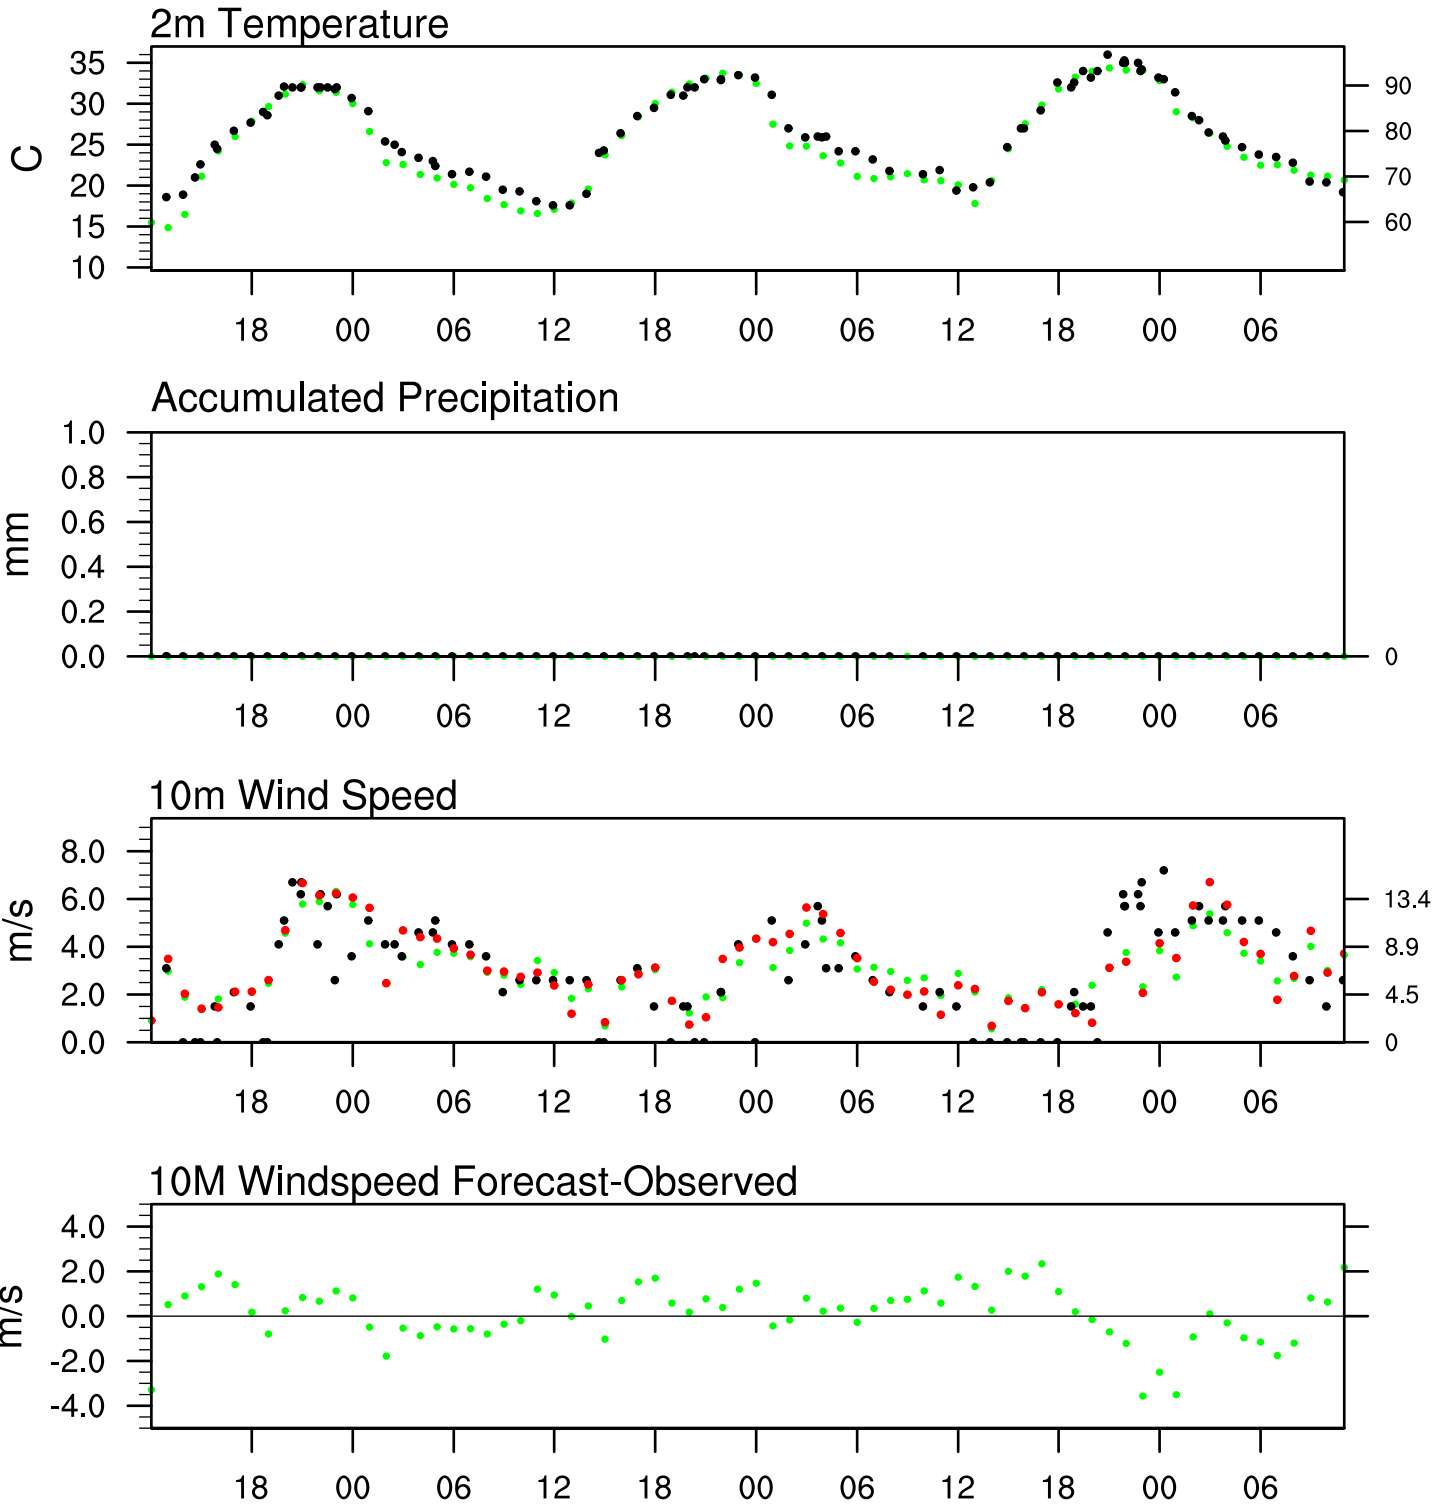 2m Temperature
35
30
25
20
15
10
C
90
80
70
60
18 00 06 12 18 00 06 12 18 00 06
Accumulated Precipitation
1.0
0.8
0.6
0.4
0.2
0.0
mm
0
18 00 06 12 18 00 06 12 18 00 06
10m Wind Speed
8.0
6.0
4.0
2.0
0.0
m/s
13.4
8.9
4.5
0
18 00 06 12 18 00 06 12 18 00 06
10M Windspeed Forecast-Observed
4.0
2.0
0.0
-2.0
-4.0
m/s
18 00 06 12 18 00 06 12 18 00 06